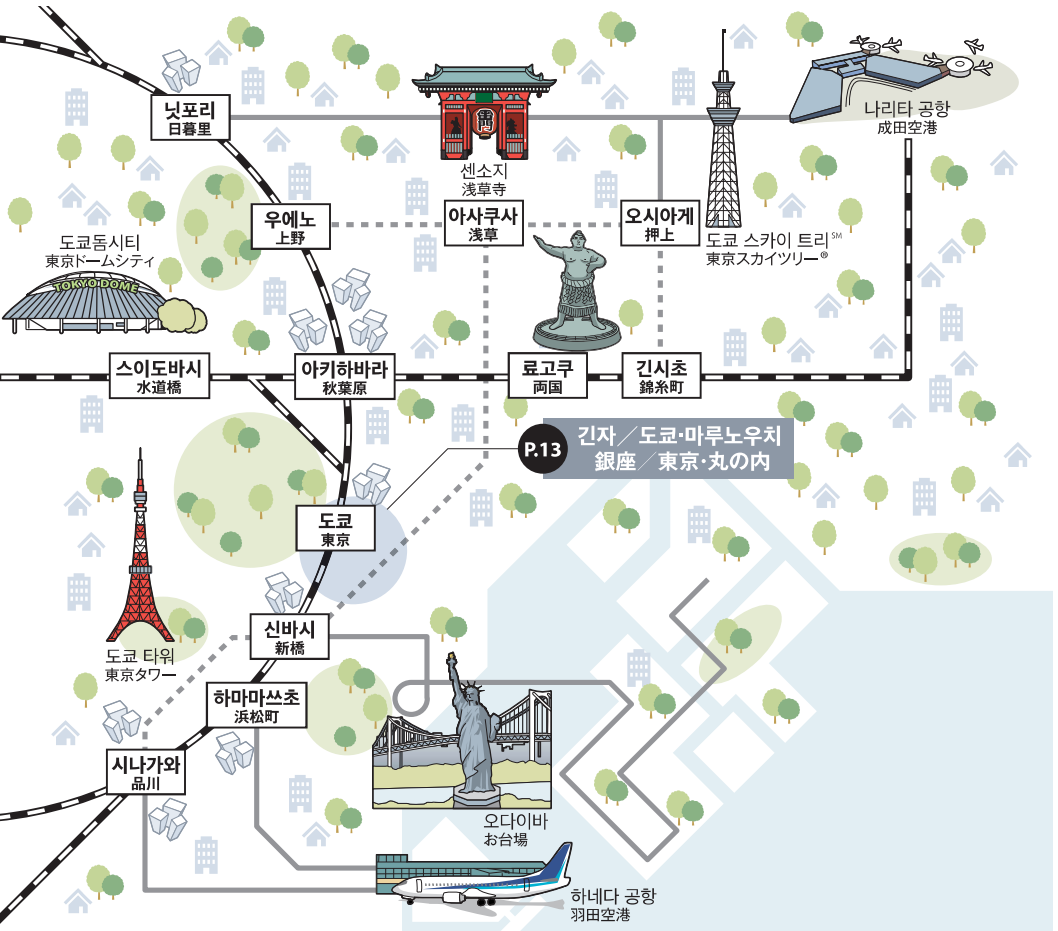 닛포리
日暮里
나리타 공항
成田空港
센소지
浅草寺
우에노
上野
아사쿠사
浅草
오시아게
押上
도쿄 스카이 트리℠
東京スカイツリー®
도쿄돔시티
東京ドームシティ
TOKYO DOME
스이도바시
水道橋
아키하바라
秋葉原
료고쿠
両国
긴시초
錦糸町
P.13
긴자／도쿄･마루노우치
銀座／東京･丸の内
도쿄
東京
신바시
新橋
도쿄 타워
東京タワー
하마마쓰초
浜松町
시나가와
品川
오다이바
お台場
하네다 공항
羽田空港